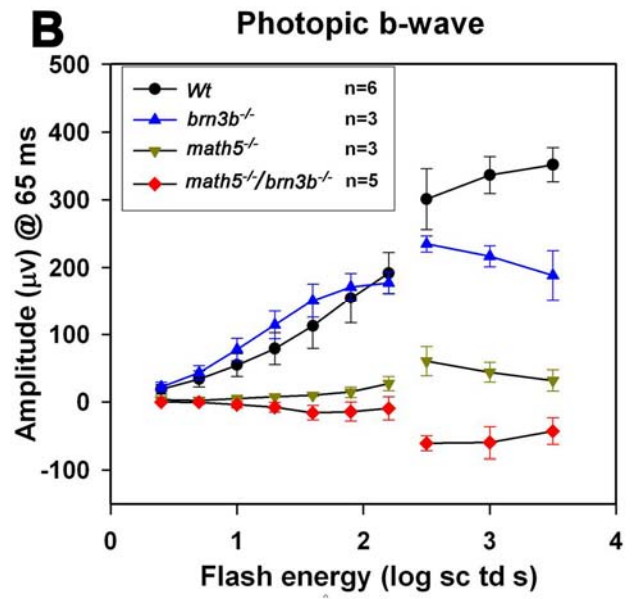 B
Photopic b-wave
500
400
300
200
100
0
-100
Amplitude (μv) @ 65 ms
Wt n=6
brn3b-/- n=3
math5-/- n=3
math5-/-/brn3b-/- n=5
0 1 2 3 4
Flash energy (log sc td s)